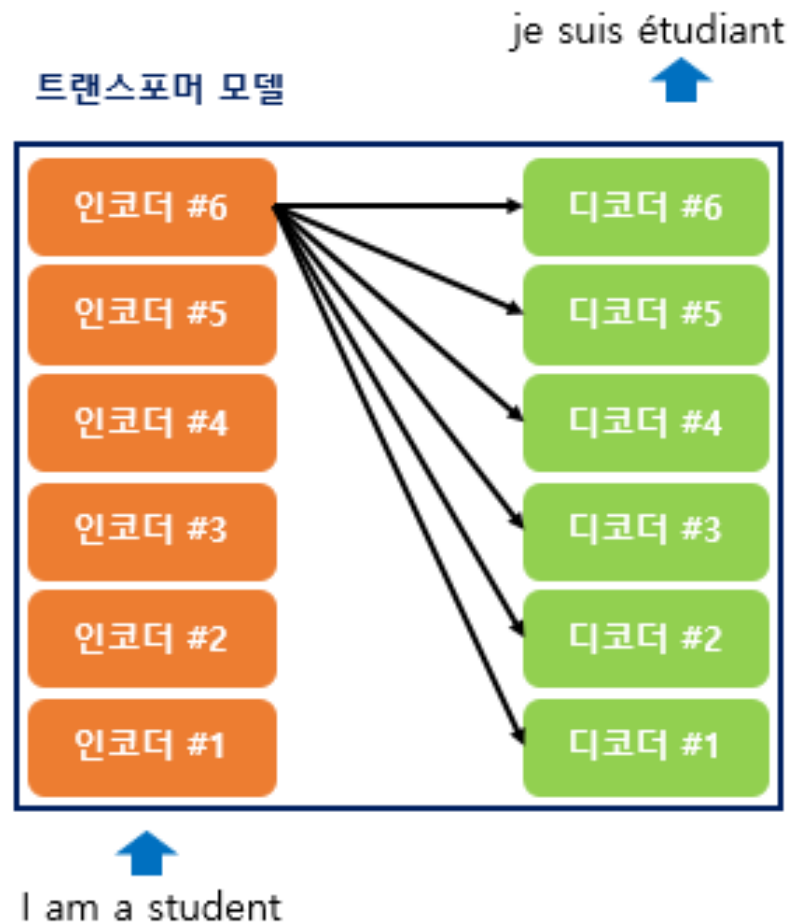 je suis étudiant
트랜스포머 모델
인코더 #6
디코더 #6
인코더 #5
디코더 #5
인코더 #4
디코더 #4
인코더 #3
디코더 #3
인코더 #2
디코더 #2
인코더 #1
디코더 #1
I am a student